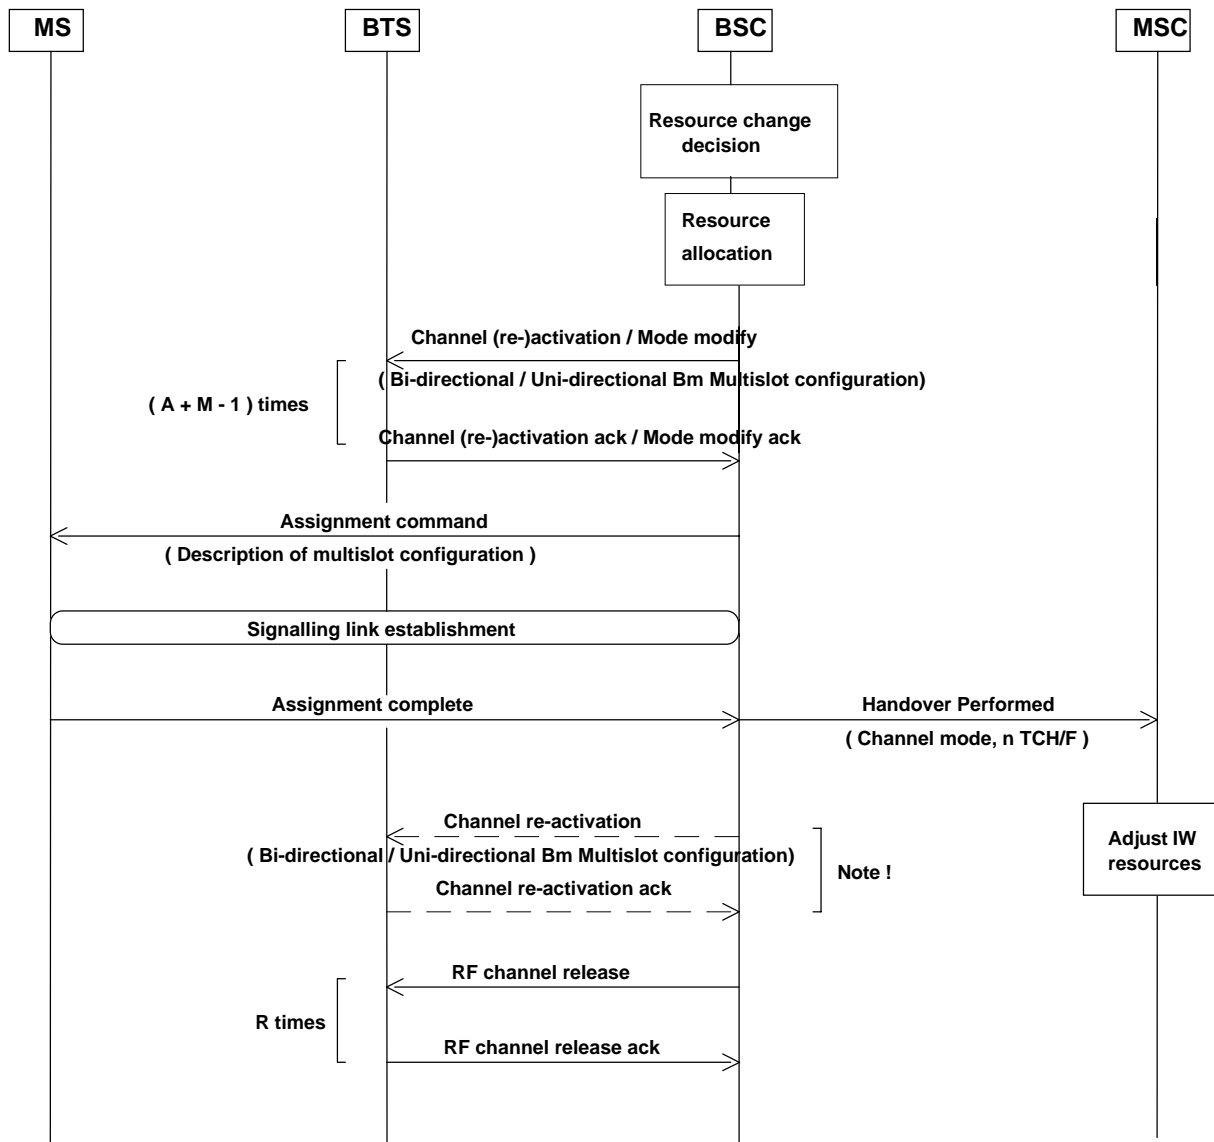 MS
BTS
BSC
MSC
Resource change
decision
Resource
allocation
Channel (re-)activation / Mode modify
( Bi-directional / Uni-directional Bm Multislot configuration)
( A + M - 1 ) times
Channel (re-)activation ack / Mode modify ack
Assignment command
( Description of multislot configuration )
Signalling link establishment
Assignment complete
Handover Performed
( Channel mode, n TCH/F )
Channel re-activation
( Bi-directional / Uni-directional Bm Multislot configuration)
Channel re-activation ack
Note !
Adjust IW
resources
RF channel release
R times
RF channel release ack